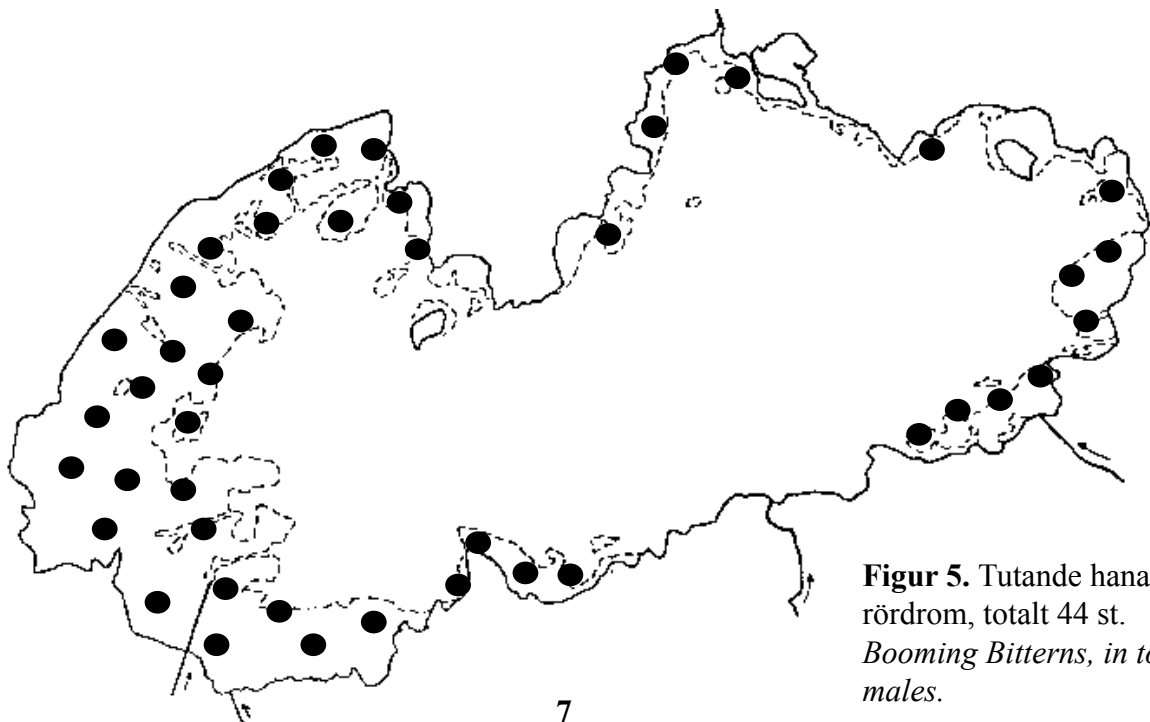 Figur 5. Tutande hana
rördrom, totalt 44 st.
Booming Bitterns, in to
males.
7